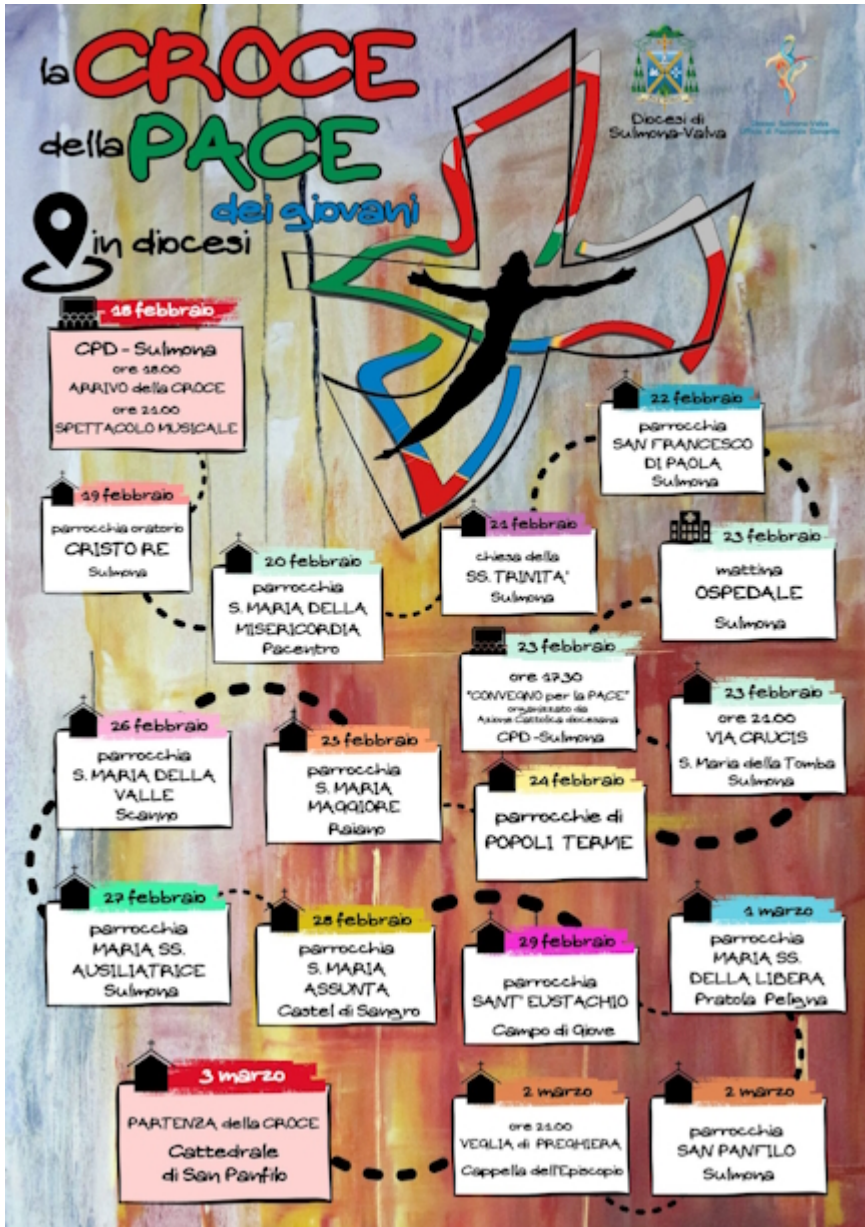 la CROCE
della PACE
dei giovani
in diocesi
Diocesi di
Sulmona-Valva
18 febbraio
CPD - Sulmona
ore 18.00
ARRIVO della CROCE
ore 21.00
SPETTACOLO MUSICALE
19 febbraio
parrocchia oratorio
CRISTO RE
Sulmona
20 febbraio
parrocchia
S. MARIA DELLA
MISERICORDIA
Pacentro
21 febbraio
chiesa della
SS. TRINITA'
Sulmona
22 febbraio
parrocchia
SAN FRANCESCO
DI PAOLA
Sulmona
23 febbraio
mattina
OSPEDALE
Sulmona
23 febbraio
ore 17.30
"CONVEGNO per la PACE"
organizzato da
Azione Cattolica diocesana
CPD -Sulmona
23 febbraio
ore 21.00
VIA CRUCIS
S. Maria della Tomba
Sulmona
24 febbraio
parrocchie di
POPOLI TERME
25 febbraio
parrocchia
S. MARIA
MAGGIORE
Raiano
26 febbraio
parrocchia
S. MARIA DELLA
VALLE
Scanno
27 febbraio
parrocchia
MARIA SS.
AUSILIATRICE
Sulmona
28 febbraio
parrocchia
S. MARIA
ASSUNTA
Castel di Sangro
29 febbraio
parrocchia
SANT' EUSTACHIO
Campo di Giove
1 marzo
parrocchia
MARIA SS.
DELLA LIBERA
Pratola Peligna
2 marzo
parrocchia
SAN PANFILO
Sulmona
2 marzo
ore 21.00
VEGLIA di PREGHIERA
Cappella dell'Episcopio
3 marzo
PARTENZA della CROCE
Cattedrale
di San Panfilo